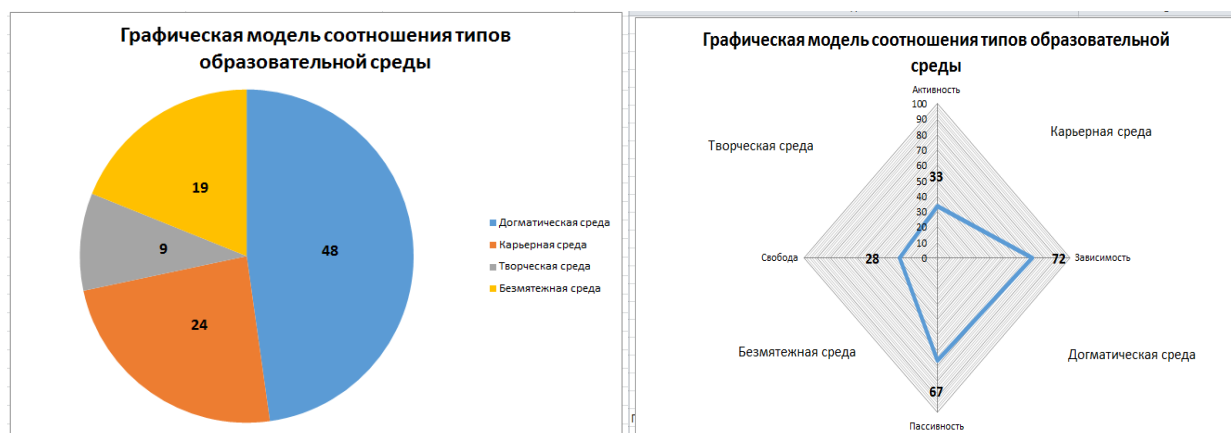 Графическая модель соотношения типов
образовательной среды
19
9
48
24
Догматическая среда
Карьерная среда
Творческая среда
Безмятежная среда
Графическая модель соотношения типов образовательной
среды
Активность
100
90
80
70
60
50
40
30
20
10
0
Творческая среда
Карьерная среда
33
Свобода
28
72
Зависимость
Безмятежная среда
Догматическая среда
67
Пассивность